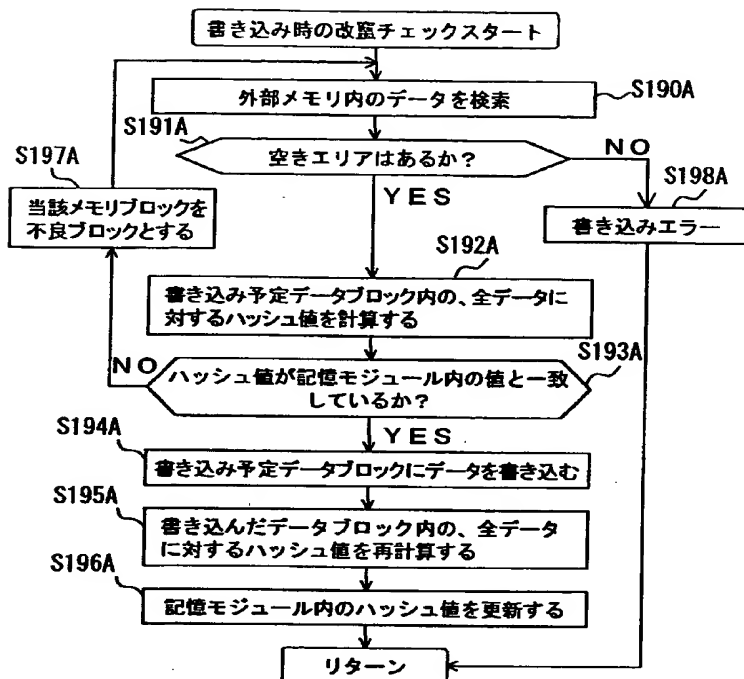 書き込み時の改竄チェックスタート
S190A
外部メモリ内のデータを検索
S191A
空きエリアはあるか?
NO
YES
S197A
当該メモリブロックを
不良ブロックとする
S198A
書き込みエラー
S192A
書き込み予定データブロック内の、全データに
対するハッシュ値を計算する
S193A
NO
ハッシュ値が記憶モジュール内の値と一致
しているか?
YES
S194A
書き込み予定データブロックにデータを書き込む
S195A
書き込んだデータブロック内の、全データ
に対するハッシュ値を再計算する
S196A
記憶モジュール内のハッシュ値を更新する
リターン